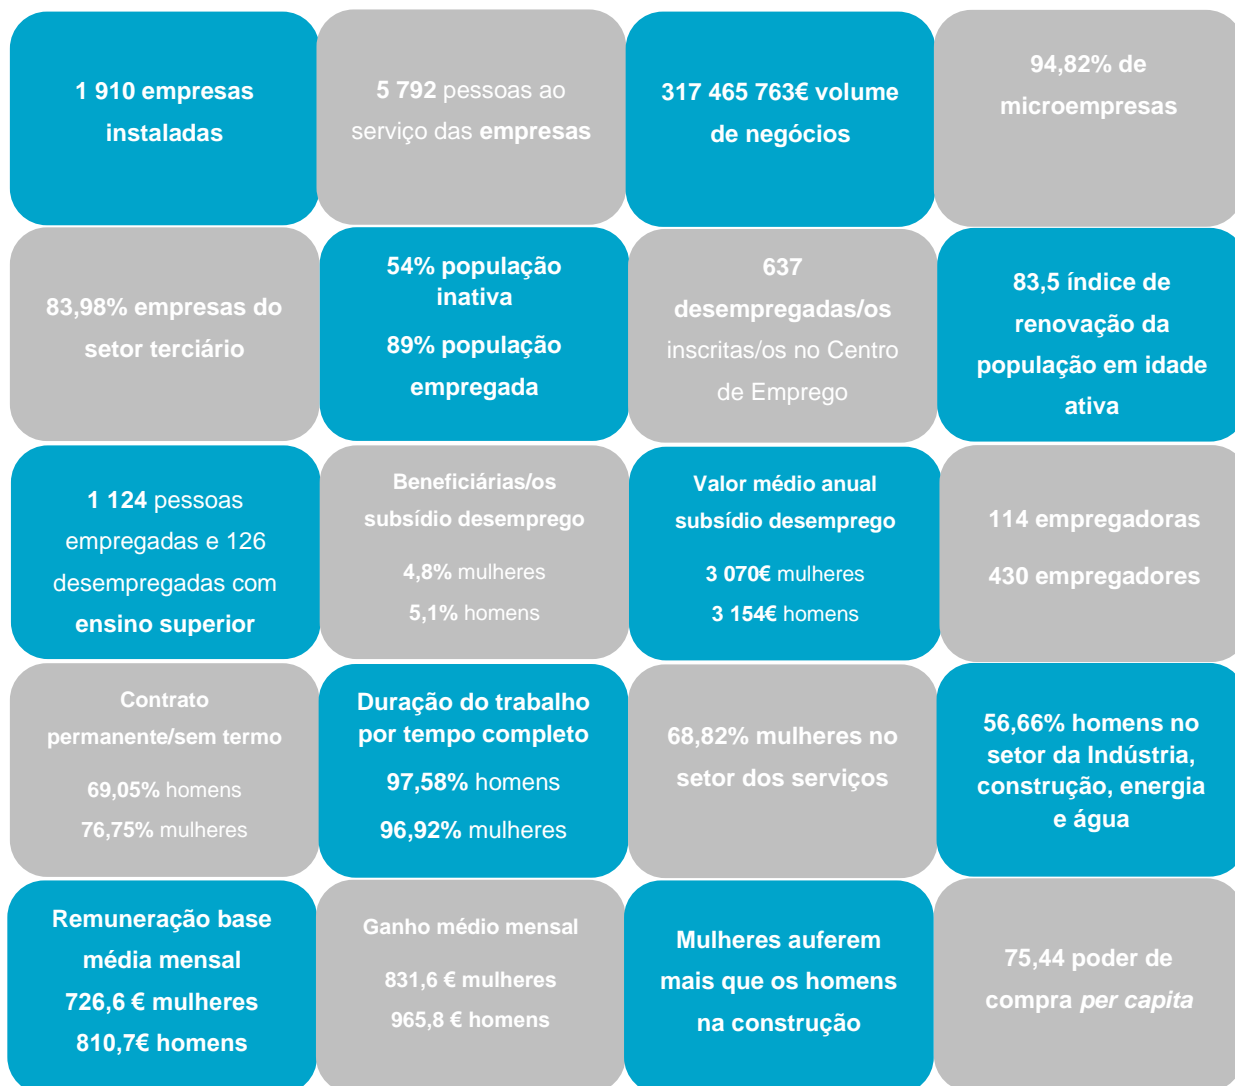 1 910 empresas
instaladas
5 792 pessoas ao
serviço das empresas
317 465 763€ volume
de negócios
94,82% de
microempresas
83,98% empresas do
setor terciário
54% população
inativa
89% população
empregada
637
desempregadas/os
inscritas/os no Centro
de Emprego
83,5 índice de
renovação da
população em idade
ativa
1 124 pessoas
empregadas e 126
desempregadas com
ensino superior
Beneficiárias/os
subsídio desemprego
4,8% mulheres
5,1% homens
Valor médio anual
subsídio desemprego
3 070€ mulheres
3 154€ homens
114 empregadoras
430 empregadores
Contrato
permanente/sem termo
69,05% homens
76,75% mulheres
Duração do trabalho
por tempo completo
97,58% homens
96,92% mulheres
68,82% mulheres no
setor dos serviços
56,66% homens no
setor da Indústria,
construção, energia
e água
Remuneração base
média mensal
726,6 € mulheres
810,7€ homens
Ganho médio mensal
831,6 € mulheres
965,8 € homens
Mulheres auferem
mais que os homens
na construção
75,44 poder de
compra per capita